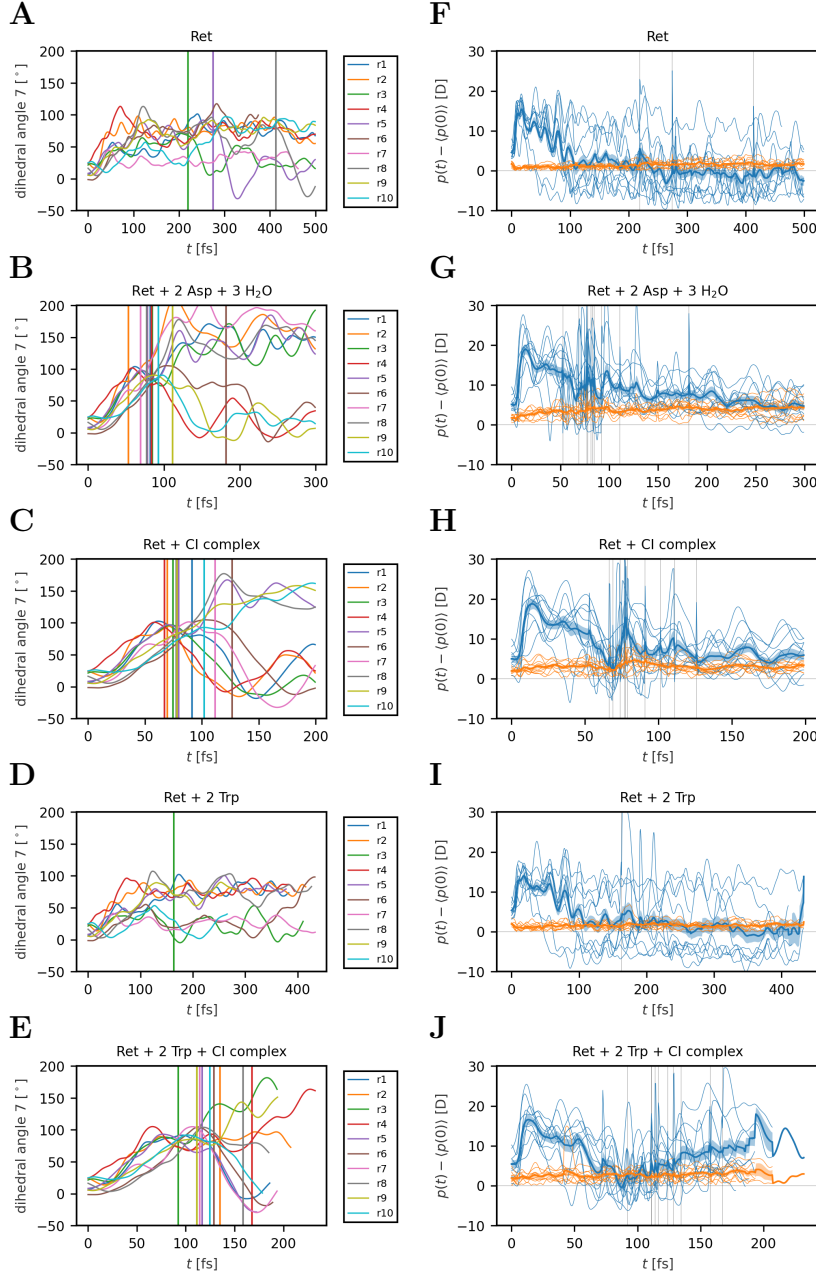 A
Ret
dihedral angle 7 [°]
200
150
100
50
0
−50
0 100 200 300 400 500
t [fs]
r1
r2
r3
r4
r5
r6
r7
r8
r9
r10
F
Ret
p(t) − ⟨p(0)⟩ [D]
30
20
10
0
−10
0 100 200 300 400 500
t [fs]
B
Ret + 2 Asp + 3 H₂O
dihedral angle 7 [°]
200
150
100
50
0
−50
0 100 200 300
t [fs]
r1
r2
r3
r4
r5
r6
r7
r8
r9
r10
G
Ret + 2 Asp + 3 H₂O
p(t) − ⟨p(0)⟩ [D]
30
20
10
0
−10
0 50 100 150 200 250 300
t [fs]
C
Ret + CI complex
dihedral angle 7 [°]
200
150
100
50
0
−50
0 50 100 150 200
t [fs]
r1
r2
r3
r4
r5
r6
r7
r8
r9
r10
H
Ret + CI complex
p(t) − ⟨p(0)⟩ [D]
30
20
10
0
−10
0 50 100 150 200
t [fs]
D
Ret + 2 Trp
dihedral angle 7 [°]
200
150
100
50
0
−50
0 100 200 300 400
t [fs]
r1
r2
r3
r4
r5
r6
r7
r8
r9
r10
I
Ret + 2 Trp
p(t) − ⟨p(0)⟩ [D]
30
20
10
0
−10
0 100 200 300 400
t [fs]
E
Ret + 2 Trp + CI complex
dihedral angle 7 [°]
200
150
100
50
0
−50
0 50 100 150 200
t [fs]
r1
r2
r3
r4
r5
r6
r7
r8
r9
r10
J
Ret + 2 Trp + CI complex
p(t) − ⟨p(0)⟩ [D]
30
20
10
0
−10
0 50 100 150 200
t [fs]